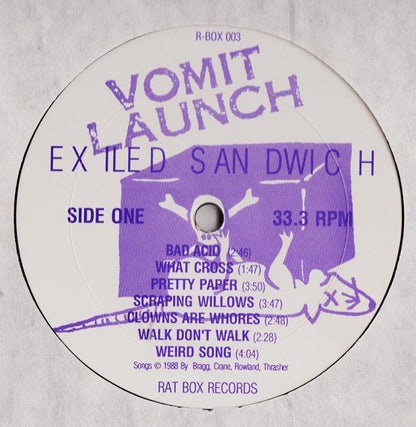 R-BOX 003
VOMIT
LAUNCH
EXILED SANDWICH
SIDE ONE 33.3 RPM
BAD ACID (2:46)
WHAT CROSS (1:47)
PRETTY PAPER (3:50)
SCRAPING WILLOWS (3:47)
CLOWNS ARE WHORES (2:48)
WALK DON'T WALK (2:28)
WEIRD SONG (4:04)
Songs © 1988 By Bragg, Crane, Rowland, Thrasher
RAT BOX RECORDS